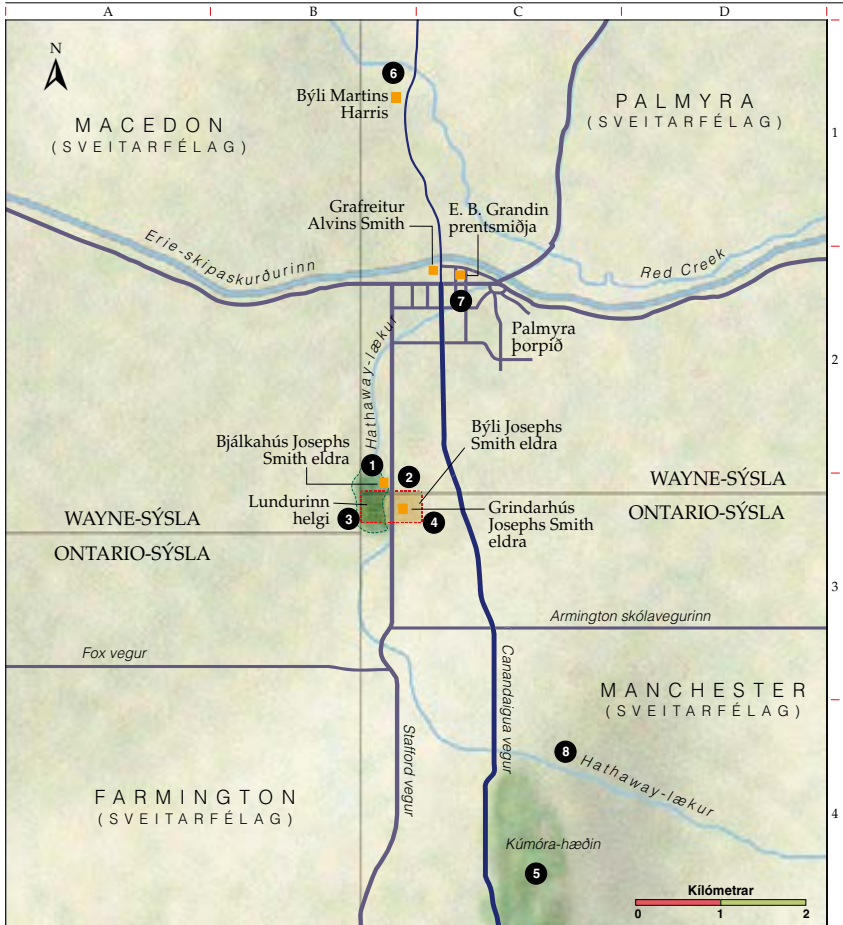 A
B
C
D
N
6
Býli Martins
Harris
MACEDON
(SVEITARFÉLAG)
PALMYRA
(SVEITARFÉLAG)
1
Grafreitur
Alvins Smith
E. B. Grandin
prentsmiðja
Erie-skipaskurðurinn
Red Creek
7
Palmyra
þorpið
2
Hathaway-lækur
Bjálkahús Josephs
Smith eldra
1
2
Býli Josephs
Smith eldra
Lundurinn
helgi
3
4
Grindarhús
Josephs Smith
eldra
WAYNE-SÝSLA
ONTARIO-SÝSLA
WAYNE-SÝSLA
ONTARIO-SÝSLA
3
Armington skólavegurinn
Fox vegur
Canandaigua vegur
Stafford vegur
MANCHESTER
(SVEITARFÉLAG)
8
Hathaway-lækur
FARMINGTON
(SVEITARFÉLAG)
4
Kúmóra-hæðin
5
Kílómetrar
0 1 2